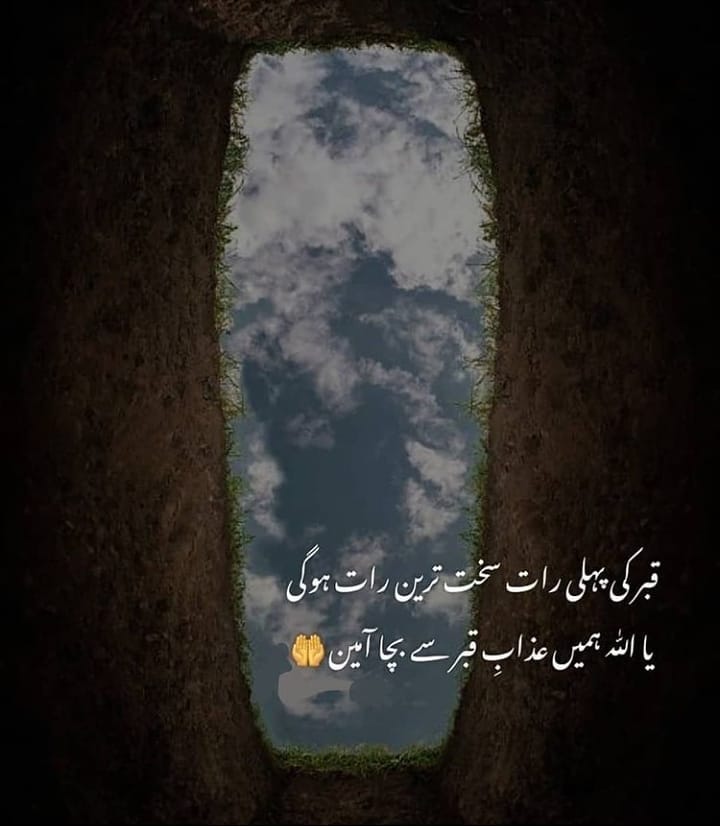 قبر کی پہلی رات سخت ترین رات ہوگی
یا اللہ ہمیں عذابِ قبر سے بچا آمین 🤲